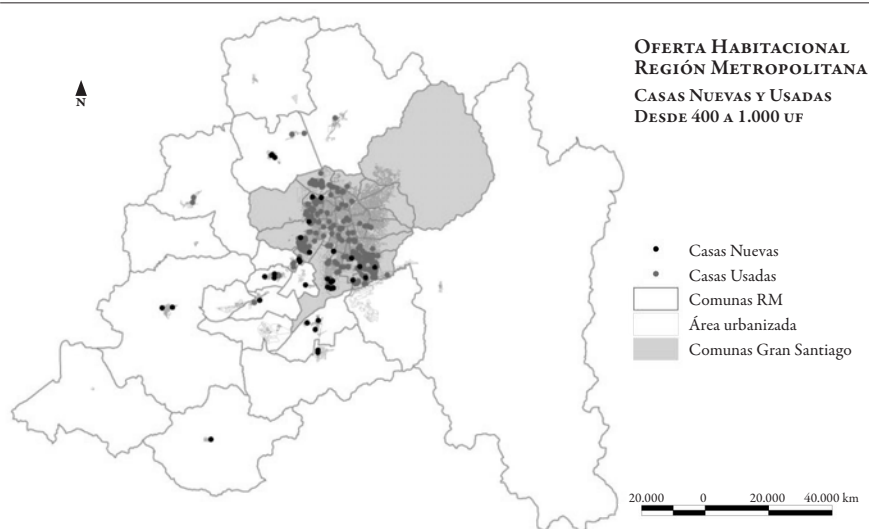 Oferta Habitacional
Región Metropolitana
Casas Nuevas y Usadas
Desde 400 a 1.000 uf
N
Casas Nuevas
Casas Usadas
Comunas RM
Área urbanizada
Comunas Gran Santiago
20.000 0 20.000 40.000 km